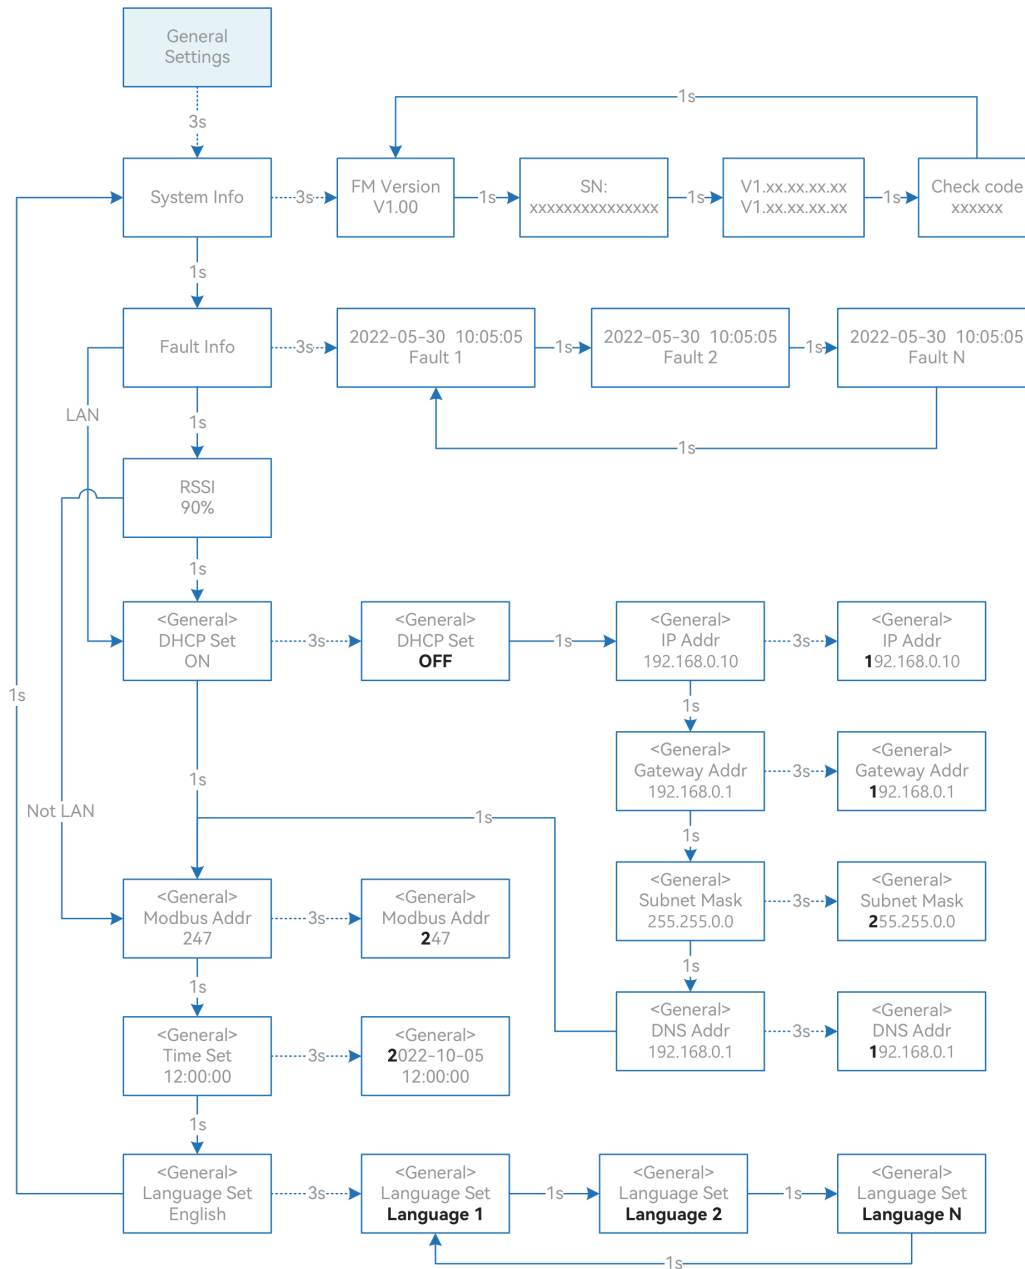 General
Settings
3s
1s
System Info
3s
FM Version
V1.00
1s
SN:
xxxxxxxxxxxxxxx
1s
V1.xx.xx.xx.xx
V1.xx.xx.xx.xx
1s
Check code
xxxxxx
1s
Fault Info
3s
2022-05-30 10:05:05
Fault 1
1s
2022-05-30 10:05:05
Fault 2
1s
2022-05-30 10:05:05
Fault N
LAN
1s
1s
RSSI
90%
1s
<General>
DHCP Set
ON
3s
<General>
DHCP Set
OFF
1s
<General>
IP Addr
192.168.0.10
3s
<General>
IP Addr
192.168.0.10
1s
1s
<General>
Gateway Addr
192.168.0.1
3s
<General>
Gateway Addr
192.168.0.1
1s
Not LAN
1s
1s
<General>
Modbus Addr
247
3s
<General>
Modbus Addr
247
<General>
Subnet Mask
255.255.0.0
3s
<General>
Subnet Mask
255.255.0.0
1s
1s
<General>
Time Set
12:00:00
3s
2022-10-05
12:00:00
<General>
DNS Addr
192.168.0.1
3s
<General>
DNS Addr
192.168.0.1
1s
<General>
Language Set
English
3s
<General>
Language Set
Language 1
1s
<General>
Language Set
Language 2
1s
<General>
Language Set
Language N
1s